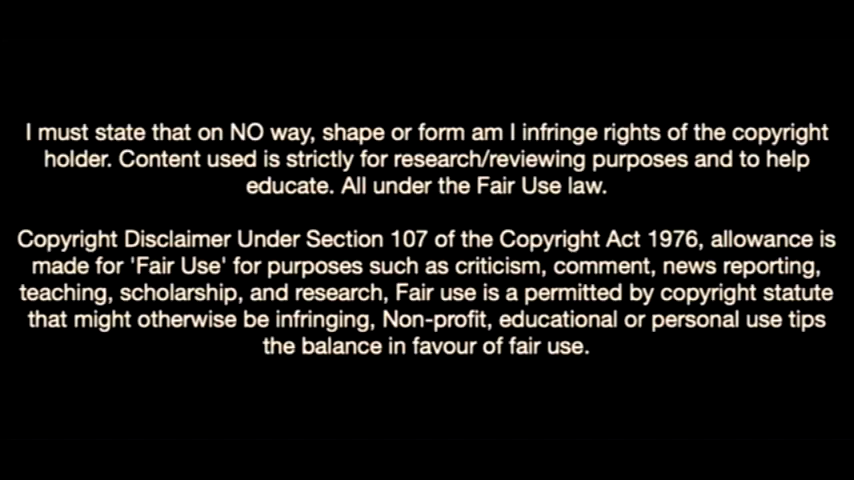 I must state that on NO way, shape or form am I infringe rights of the copyright
holder. Content used is strictly for research/reviewing purposes and to help
educate. All under the Fair Use law.
Copyright Disclaimer Under Section 107 of the Copyright Act 1976, allowance is
made for 'Fair Use' for purposes such as criticism, comment, news reporting,
teaching, scholarship, and research, Fair use is a permitted by copyright statute
that might otherwise be infringing, Non-profit, educational or personal use tips
the balance in favour of fair use.